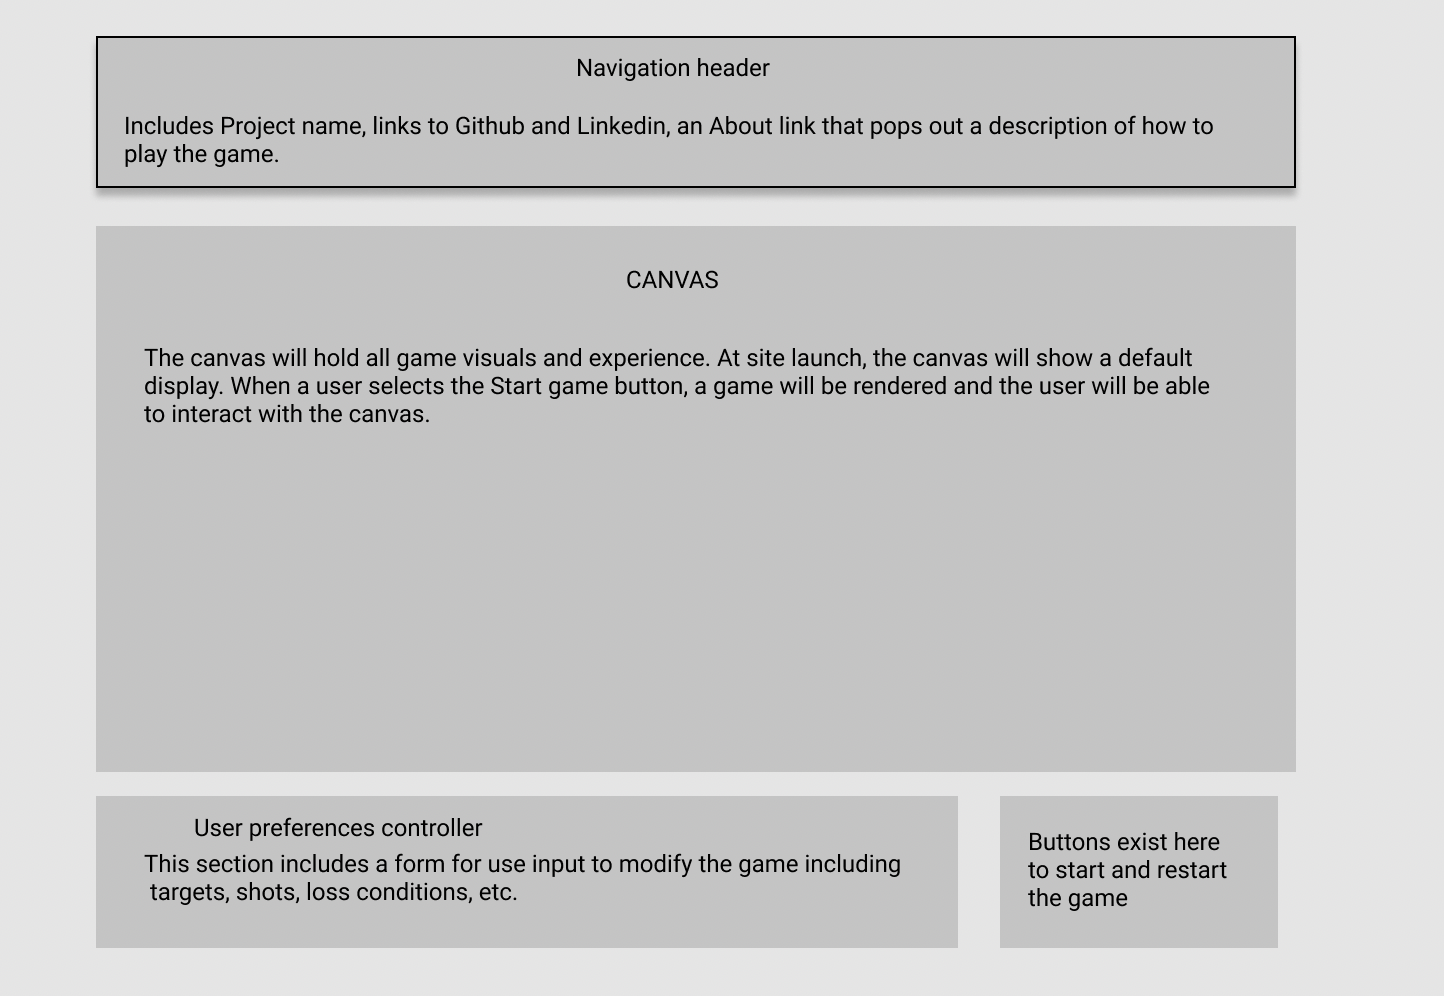 Navigation header
Includes Project name, links to Github and Linkedin, an About link that pops out a description of how to
play the game.
CANVAS
The canvas will hold all game visuals and experience. At site launch, the canvas will show a default
display. When a user selects the Start game button, a game will be rendered and the user will be able
to interact with the canvas.
User preferences controller
This section includes a form for use input to modify the game including
targets, shots, loss conditions, etc.
Buttons exist here
to start and restart
the game